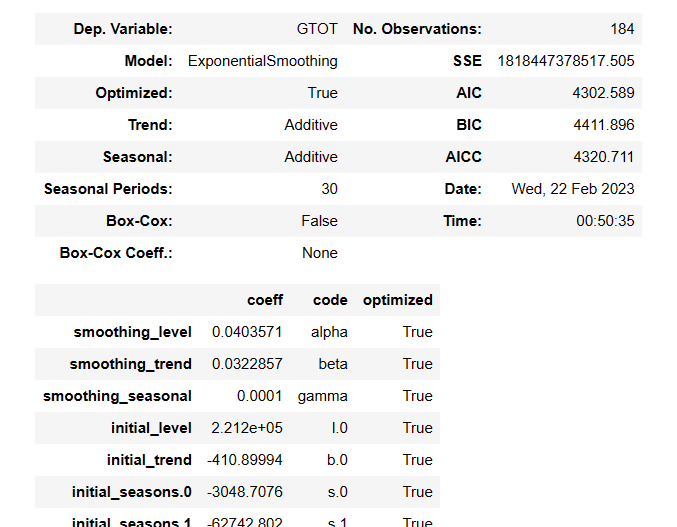 Dep. Variable: GTOT No. Observations: 184
Model: ExponentialSmoothing SSE 1818447378517.505
Optimized: True AIC 4302.589
Trend: Additive BIC 4411.896
Seasonal: Additive AICC 4320.711
Seasonal Periods: 30 Date: Wed, 22 Feb 2023
Box-Cox: False Time: 00:50:35
Box-Cox Coeff.: None
coeff code optimized
smoothing_level 0.0403571 alpha True
smoothing_trend 0.0322857 beta True
smoothing_seasonal 0.0001 gamma True
initial_level 2.212e+05 l.0 True
initial_trend -410.89994 b.0 True
initial_seasons.0 -3048.7076 s.0 True
initial_seasons.1 -62742.802 s.1 True